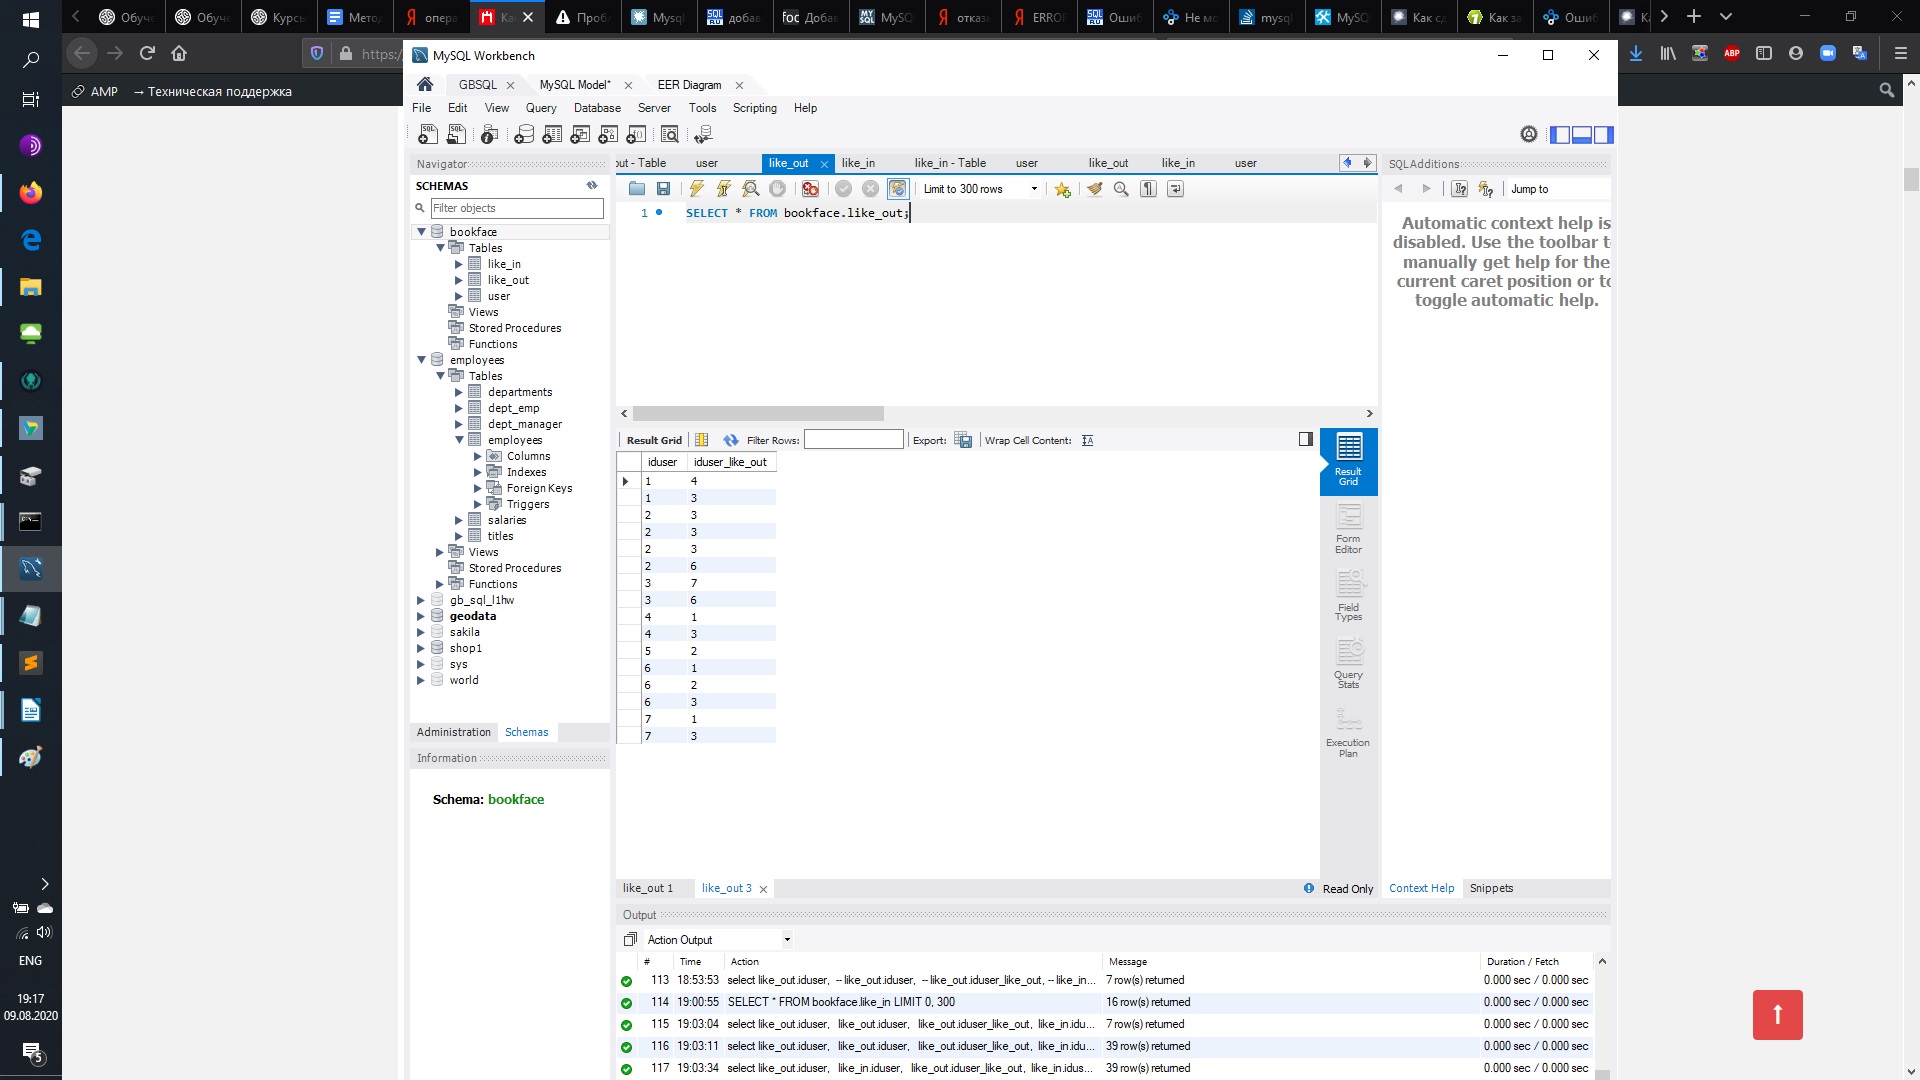 Обуче
Обуче
Курсы
Метод
опера
Ка
Пробл
Mysql
добав
Добав
MySQ
отказ
ERROR
Ошиб
Не мо
mysql
MySQ
Как сд
Как за
Ошиб
https:/
AMP → Техническая поддержка
MySQL Workbench
GBSQL
MySQL Model*
EER Diagram
File Edit View Query Database Server Tools Scripting Help
Navigator
SCHEMAS
Filter objects
bookface
Tables
like_in
like_out
user
Views
Stored Procedures
Functions
employees
Tables
departments
dept_emp
dept_manager
employees
Columns
Indexes
Foreign Keys
Triggers
salaries
titles
Views
Stored Procedures
Functions
gb_sql_l1hw
geodata
sakila
shop1
sys
world
Administration Schemas
Information
Schema: bookface
out - Table user like_out like_in like_in - Table user like_out like_in user
Limit to 300 rows
1 SELECT * FROM bookface.like_out;
Result Grid Filter Rows: Export: Wrap Cell Content:
iduser iduser_like_out
1 4
1 3
2 3
2 3
2 3
2 6
3 7
3 6
4 1
4 3
5 2
6 1
6 2
6 3
7 1
7 3
Result
Grid
Form
Editor
Field
Types
Query
Stats
Execution
Plan
like_out 1 like_out 3 Read Only
SQLAdditions
Jump to
Automatic context help is
disabled. Use the toolbar t
manually get help for the
current caret position or to
toggle automatic help.
Context Help Snippets
Output
Action Output
# Time Action Message Duration / Fetch
113 18:53:53 select like_out.iduser, -- like_out.iduser, -- like_out.iduser_like_out, -- like_in... 7 row(s) returned 0.000 sec / 0.000 sec
114 19:00:55 SELECT * FROM bookface.like_in LIMIT 0, 300 16 row(s) returned 0.000 sec / 0.000 sec
115 19:03:04 select like_out.iduser, like_out.iduser, like_out.iduser_like_out, like_in.idu... 7 row(s) returned 0.000 sec / 0.000 sec
116 19:03:11 select like_out.iduser, like_out.iduser, like_out.iduser_like_out, like_in.idu... 39 row(s) returned 0.000 sec / 0.000 sec
117 19:03:34 select like_out.iduser, like_in.iduser, like_out.iduser_like_out, like_in.idus... 39 row(s) returned 0.000 sec / 0.000 sec
ENG
19:17
09.08.2020
5